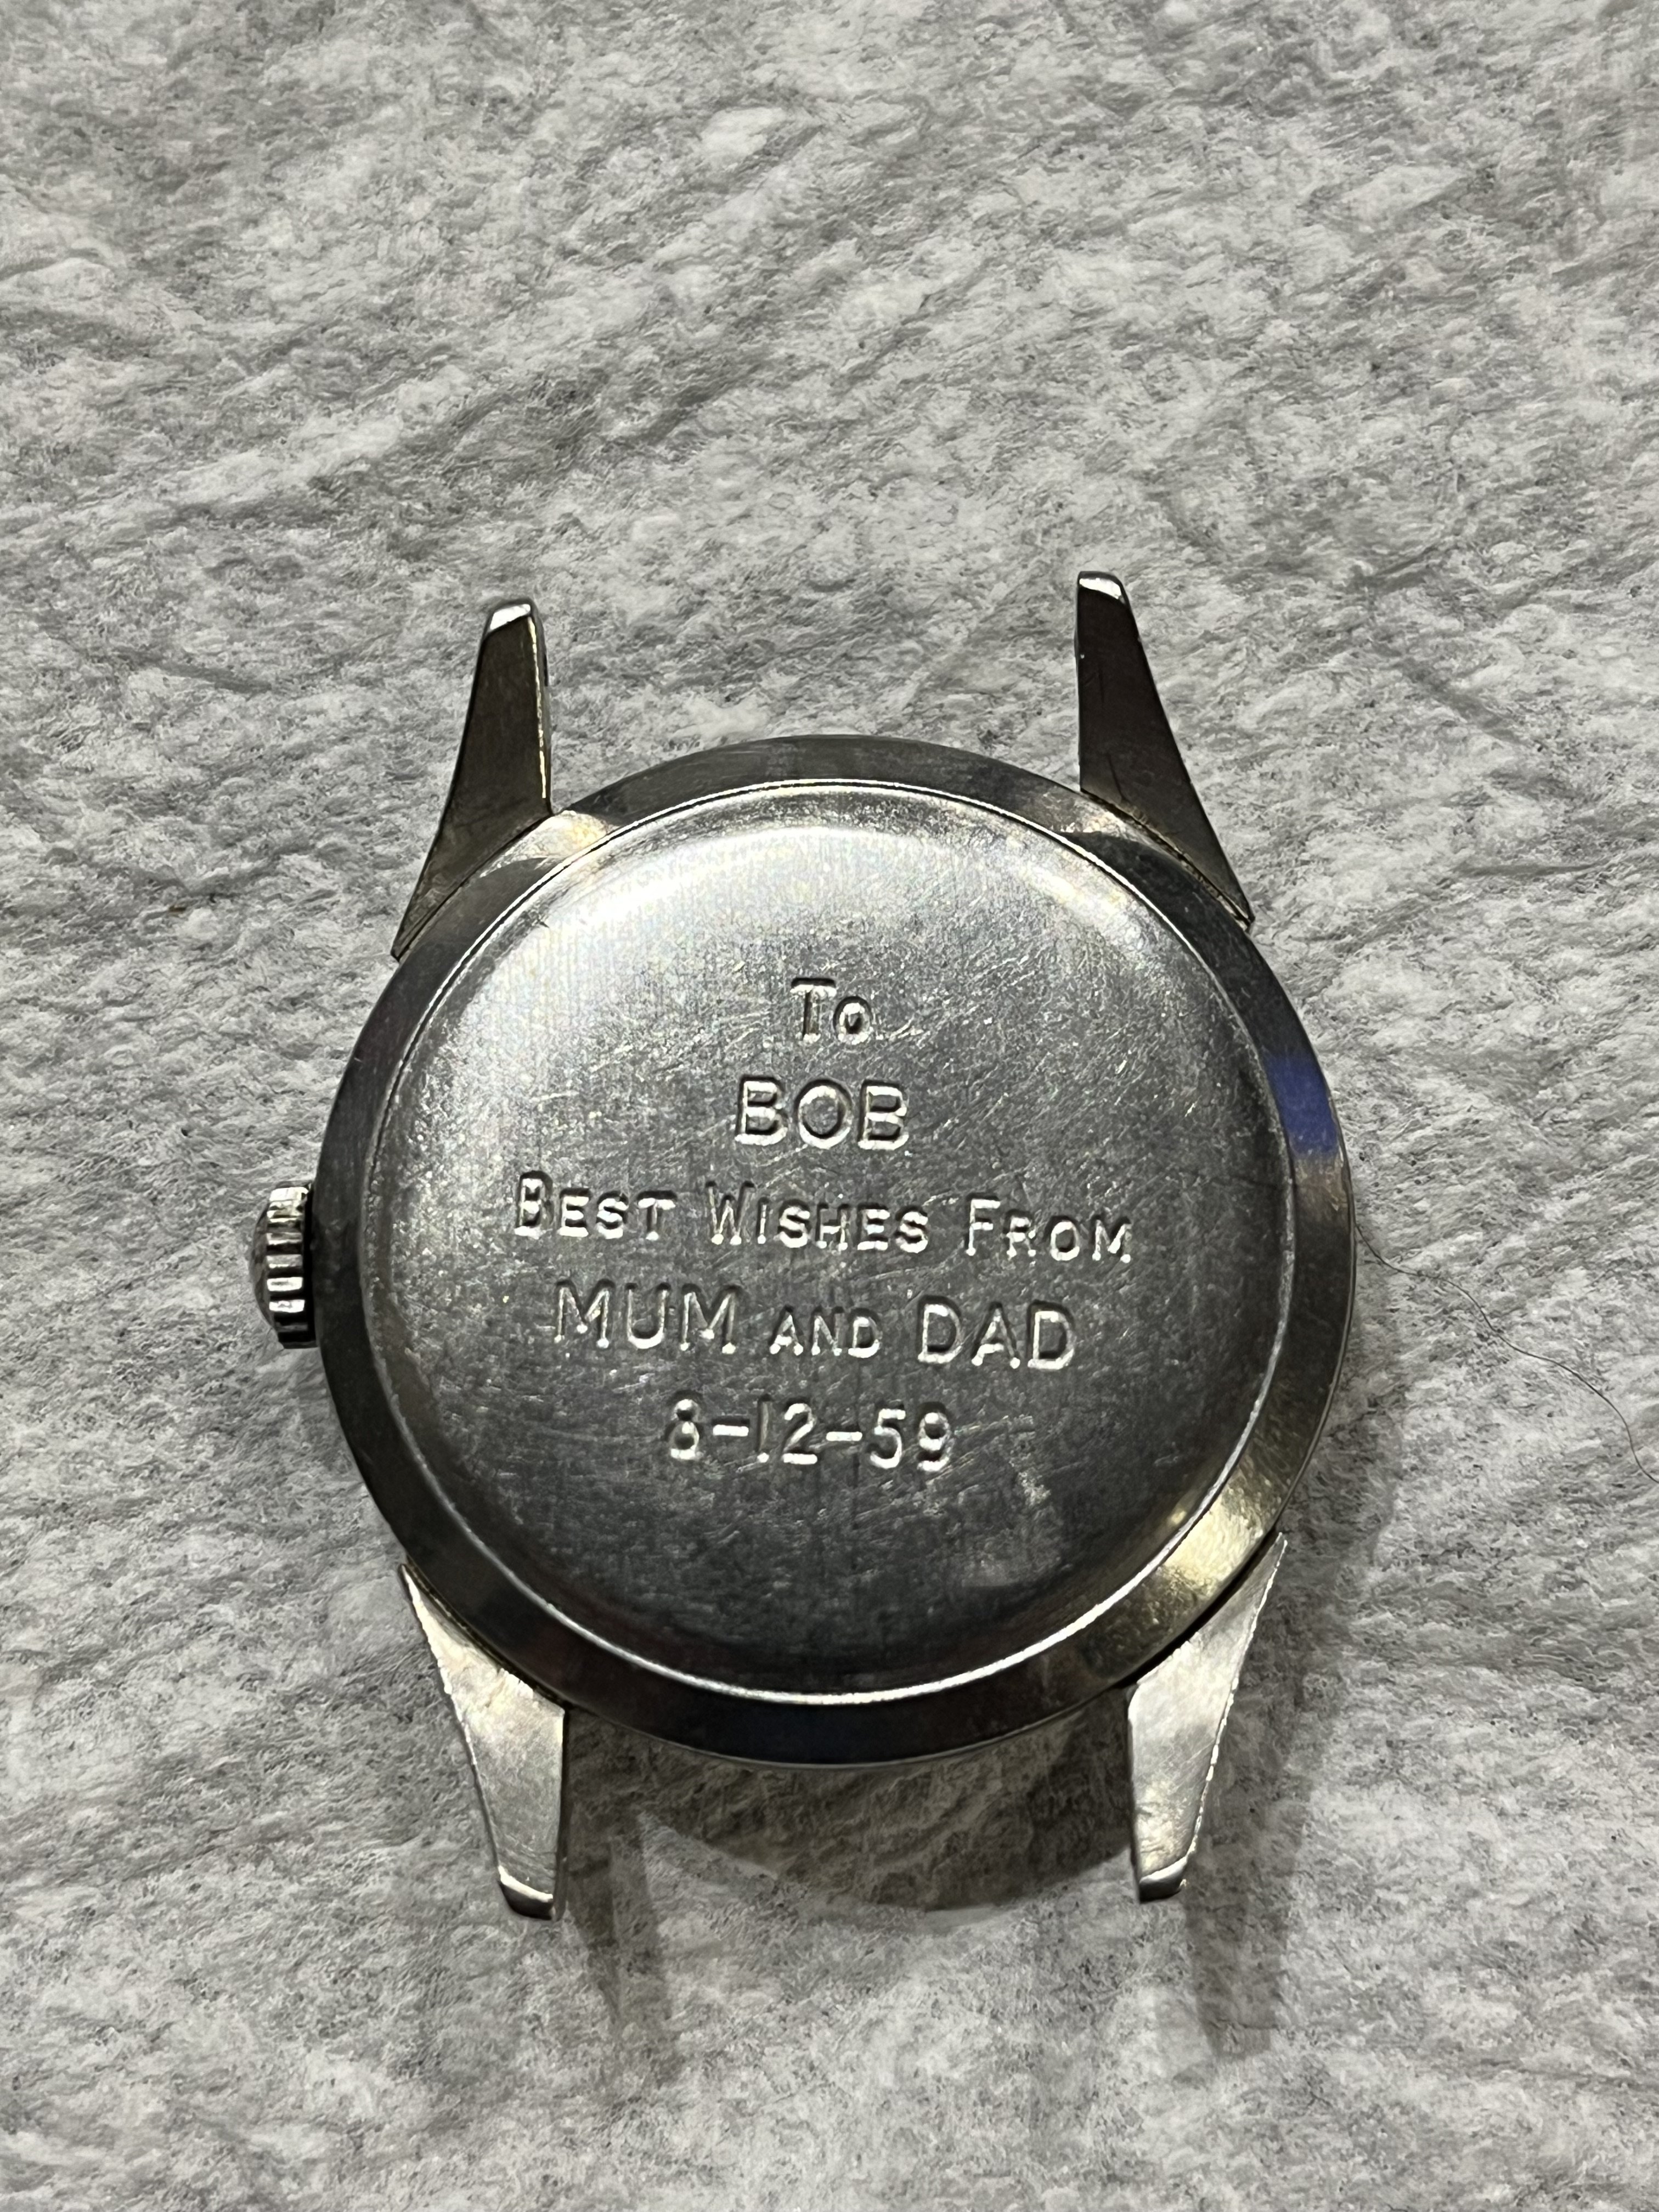 To
BOB
BEST WISHES FROM
MUM AND DAD
8-12-59